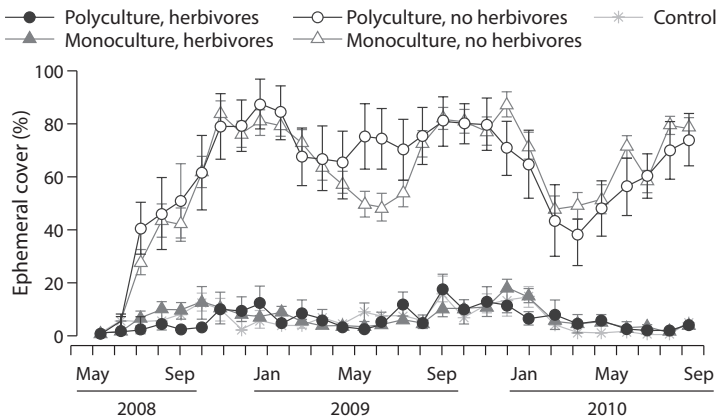 Polyculture, herbivores Polyculture, no herbivores Control
Monoculture, herbivores Monoculture, no herbivores
Ephemeral cover (%)
100
80
60
40
20
0
May Sep Jan May Sep Jan May Sep
2008 2009 2010